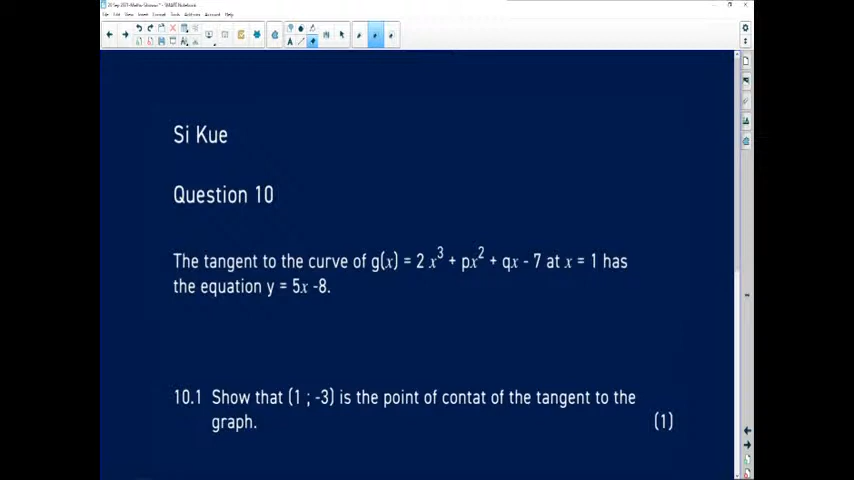 Si Kue
Question 10
The tangent to the curve of g(x) = 2 x³ + px² + qx - 7 at x = 1 has
the equation y = 5x -8.
10.1 Show that (1 ; -3) is the point of contat of the tangent to the
graph. (1)